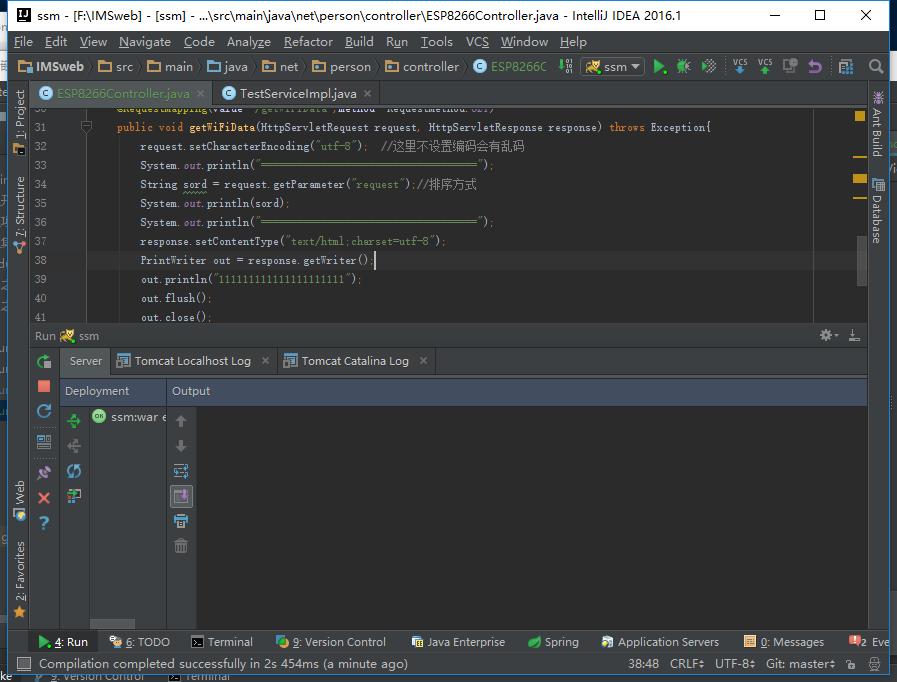 ssm - [F:\IMSweb] - [ssm] - ...\src\main\java\net\person\controller\ESP8266Controller.java - IntelliJ IDEA 2016.1
File Edit View Navigate Code Analyze Refactor Build Run Tools VCS Window Help
IMSweb src main java net person controller ESP8266C ssm VCS VCS
ESP8266Controller.java TestServiceImpl.java
31 public void getWiFiData(HttpServletRequest request, HttpServletResponse response) throws Exception{
32 request.setCharacterEncoding("utf-8"); //这里不设置编码会有乱码
33 System.out.println("====================================");
34 String sord = request.getParameter("request");//排序方式
35 System.out.println(sord);
36 System.out.println("====================================");
37 response.setContentType("text/html;charset=utf-8");
38 PrintWriter out = response.getWriter();
39 out.println("111111111111111111111");
40 out.flush();
41 out.close();
1: Project
7: Structure
Web
2: Favorites
Ant Build
Database
Run ssm
Server Tomcat Localhost Log Tomcat Catalina Log
Deployment Output
OK ssm:war e
4: Run 6: TODO Terminal 9: Version Control Java Enterprise Spring Application Servers 0: Messages 2 Eve
Compilation completed successfully in 2s 454ms (a minute ago) 38:48 CRLF UTF-8 Git: master
9: Version Control Terminal